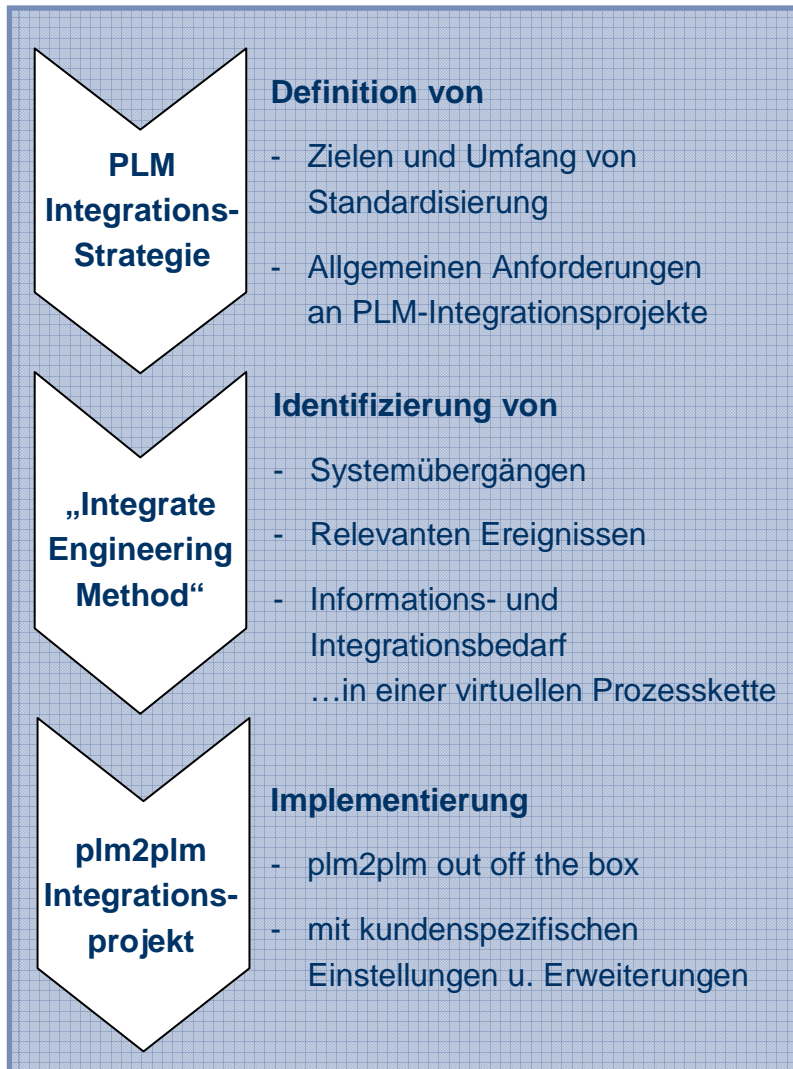 PLM
Integrations-
Strategie
Definition von
- Zielen und Umfang von
Standardisierung
- Allgemeinen Anforderungen
an PLM-Integrationsprojekte
„Integrate
Engineering
Method“
Identifizierung von
- Systemübergängen
- Relevanten Ereignissen
- Informations- und
Integrationsbedarf
…in einer virtuellen Prozesskette
plm2plm
Integrations-
projekt
Implementierung
- plm2plm out off the box
- mit kundenspezifischen
Einstellungen u. Erweiterungen